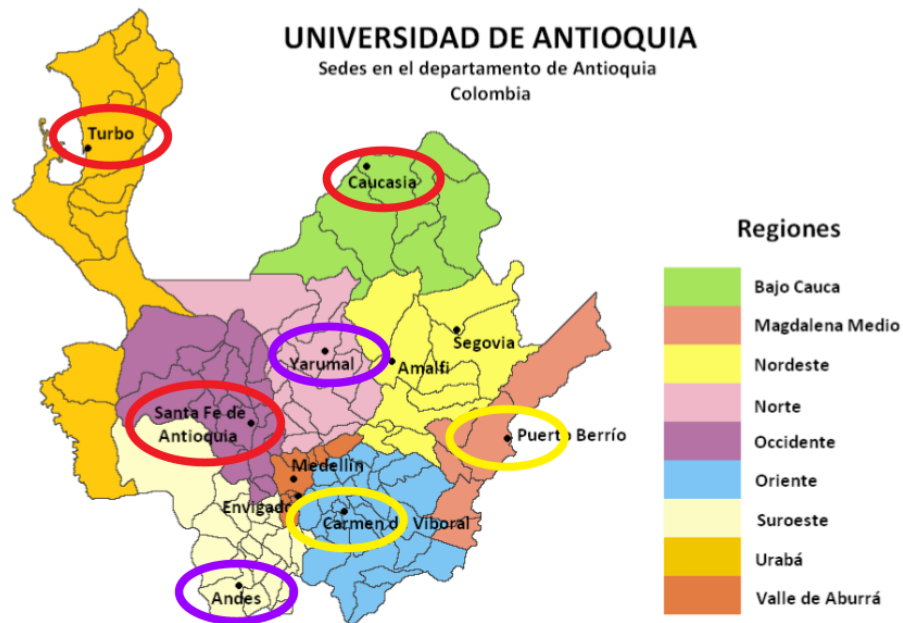 UNIVERSIDAD DE ANTIOQUIA
Sedes en el departamento de Antioquia
Colombia
Turbo
Caucasia
Segovia
Yarumal
Amalfi
Santa Fe de
Antioquia
Puerto Berrío
Medellín
Envigado
Carmen d Viboral
Andes
Regiones
Bajo Cauca
Magdalena Medio
Nordeste
Norte
Occidente
Oriente
Suroeste
Urabá
Valle de Aburrá